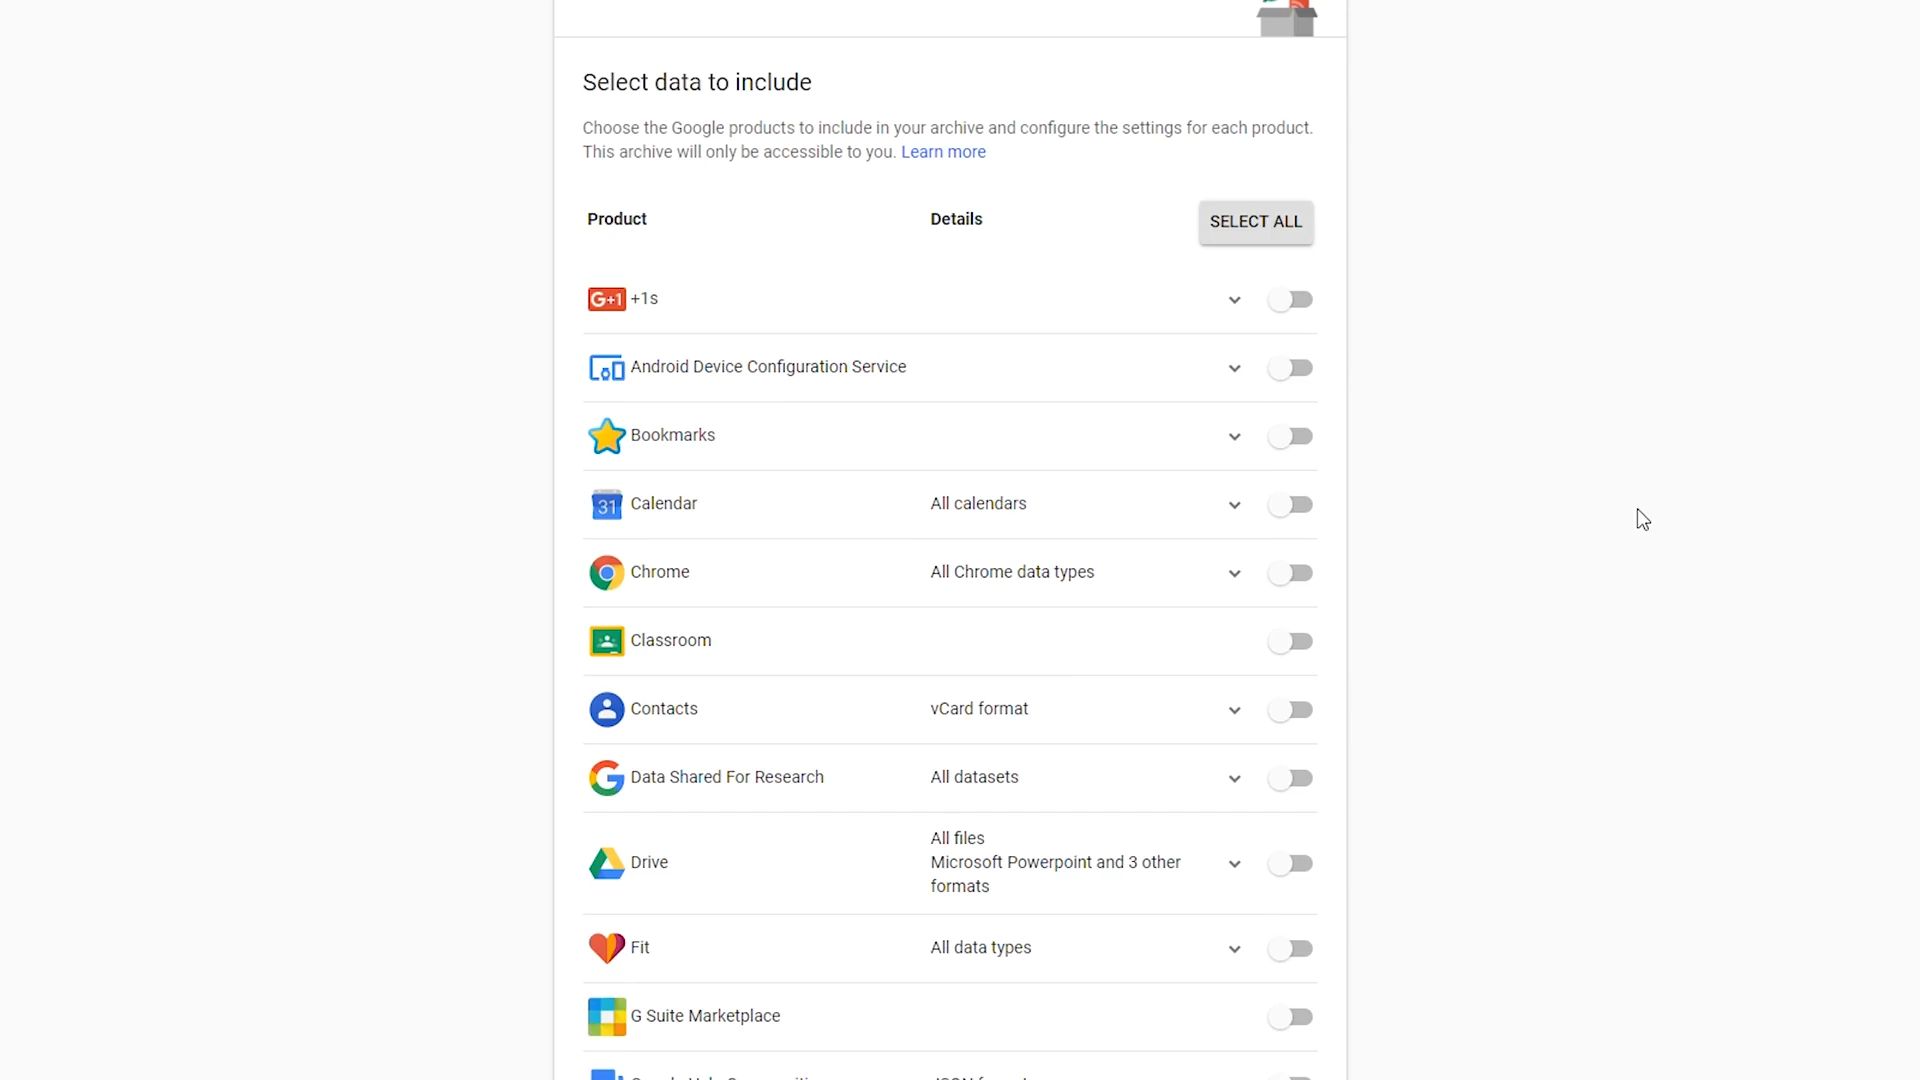 Select data to include
Choose the Google products to include in your archive and configure the settings for each product.
This archive will only be accessible to you. Learn more
Product Details SELECT ALL
G+1 +1s
Android Device Configuration Service
Bookmarks
31 Calendar All calendars
Chrome All Chrome data types
Classroom
Contacts vCard format
Data Shared For Research All datasets
All files
Drive Microsoft Powerpoint and 3 other
formats
Fit All data types
G Suite Marketplace